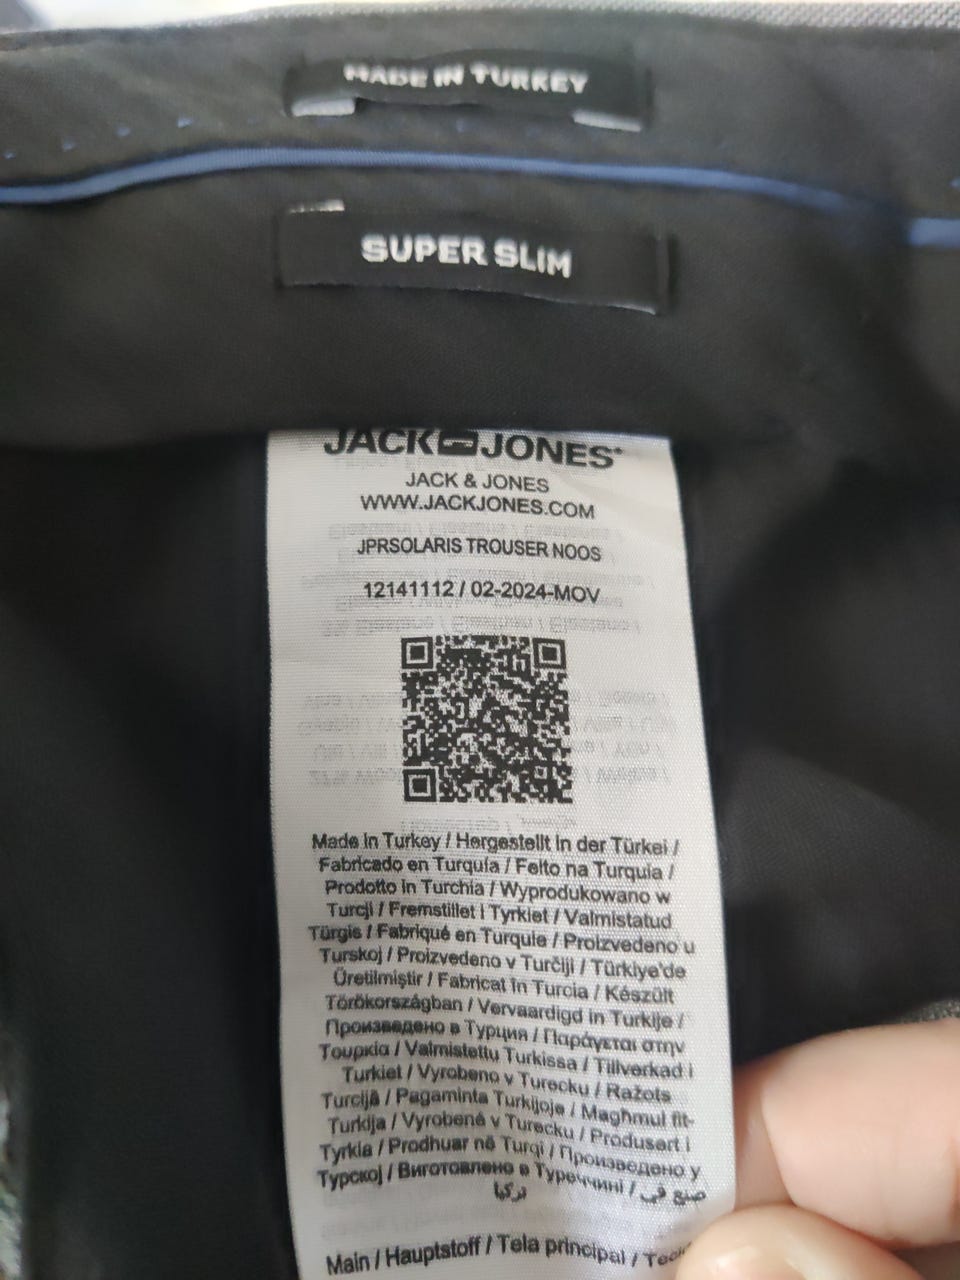 MADE IN TURKEY
SUPER SLIM
JACK JONES
JACK & JONES
WWW.JACKJONES.COM
JPRSOLARIS TROUSER NOOS
12141112 / 02-2024-MOV
Made in Turkey / Hergestellt in der Türkei /
Fabricado en Turquía / Feito na Turquia /
Prodotto in Turchia / Wyprodukowano w
Turcji / Fremstillet i Tyrkiet / Valmistatud
Türgis / Fabriqué en Turquie / Proizvedeno u
Turskoj / Proizvedeno v Turčiji / Türkiye'de
Üretilmiştir / Fabricat în Turcia / Készült
Törökországban / Vervaardigd in Turkije /
Произведено в Турция / Παράγεται στην
Τουρκία / Valmistettu Turkissa / Tillverkad i
Turkiet / Vyrobeno v Turecku / Ražots
Turcijā / Pagaminta Turkijoje / Maghmul fit-
Turkija / Vyrobené v Turecku / Produsert i
Tyrkia / Prodhuar në Turqi / Произведено у
Турској / Виготовлено в Туреччині / صنع في
تركيا
Main / Hauptstoff / Tela principal /